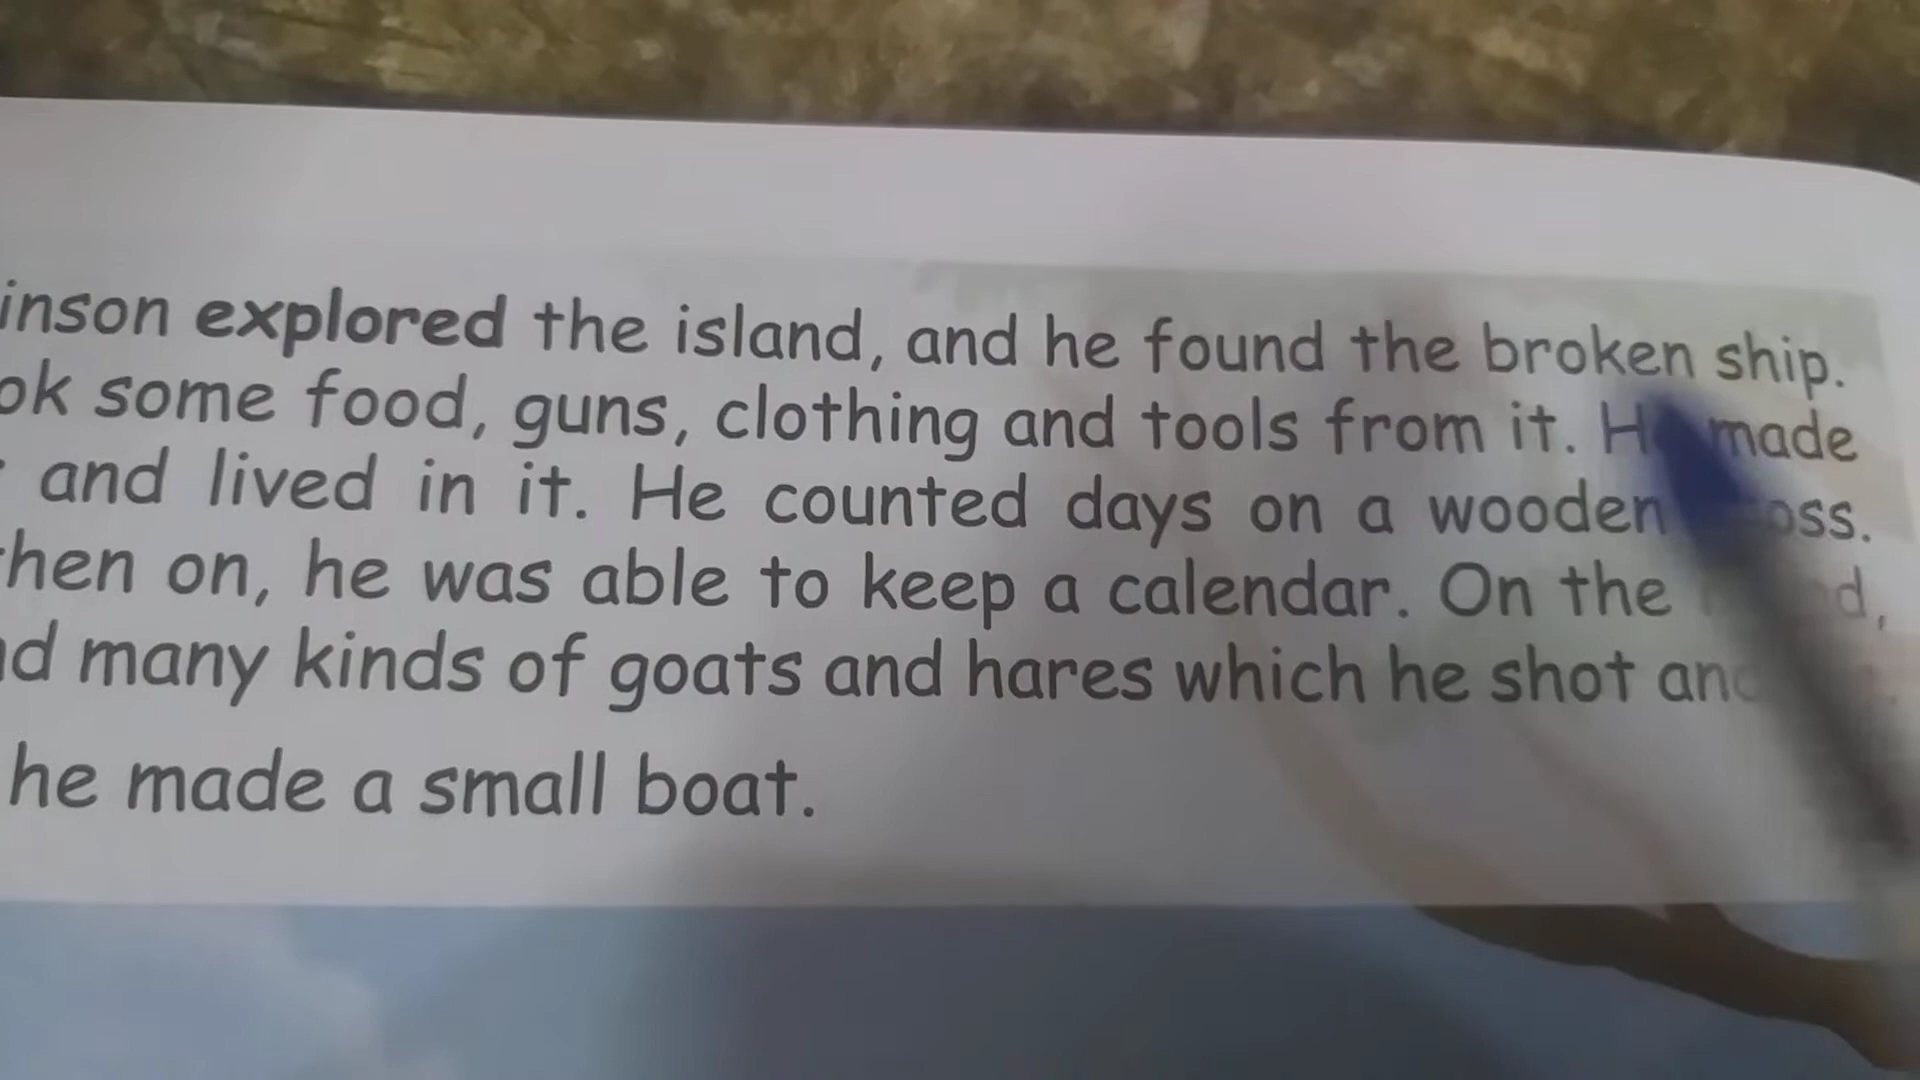 inson explored the island, and he found the broken ship.
ok some food, guns, clothing and tools from it. H made
and lived in it. He counted days on a wooden oss.
hen on, he was able to keep a calendar. On the d,
d many kinds of goats and hares which he shot and
he made a small boat.